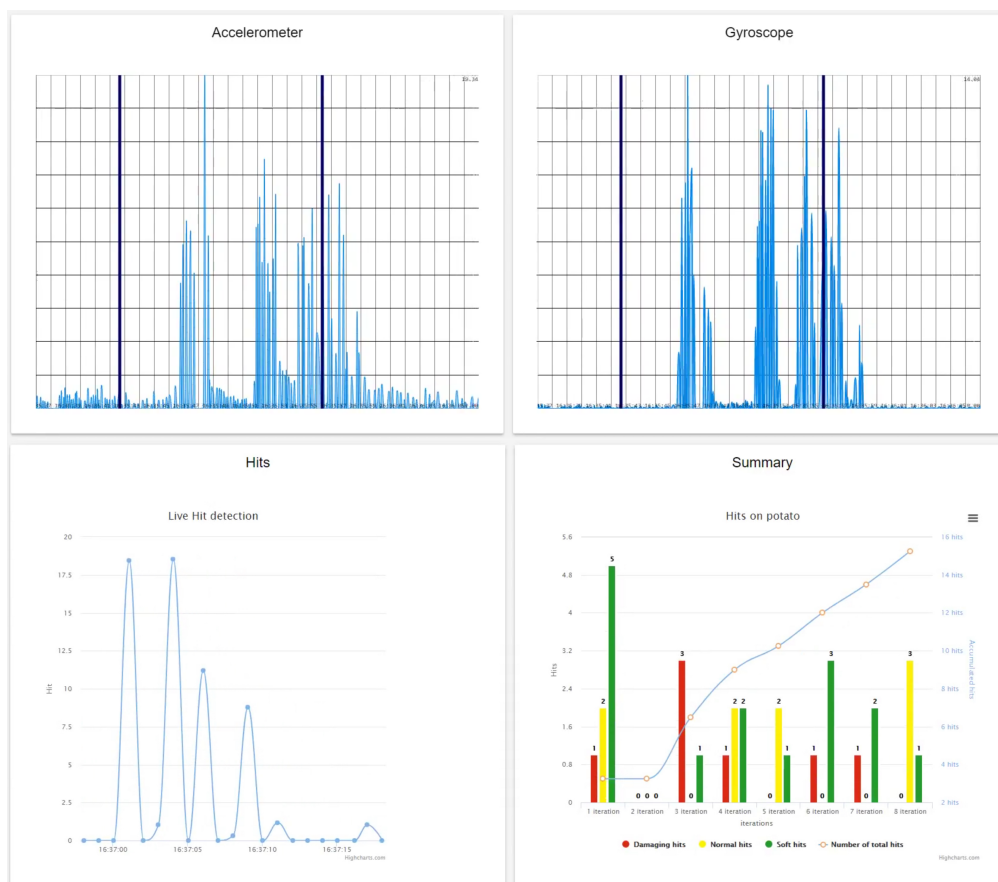 Accelerometer
19.36
Gyroscope
Hits
Live Hit detection
Hit
20
17.5
15
12.5
10
7.5
5
2.5
0
16:37:00
16:37:05
16:37:10
16:37:15
Highcharts.com
Summary
Hits on potato
Hits
5.6
4.8
4
3.2
2.4
1.6
0.8
0
1 2 5
0 0 0
3 0 1
1 2 2
0 2 1
1 0 3
1 0 2
0 3 1
16 hits
14 hits
12 hits
10 hits
8 hits
6 hits
4 hits
2 hits
Accumulated hits
1 iteration
2 iteration
3 iteration
4 iteration
5 iteration
6 iteration
7 iteration
8 iteration
iterations
Damaging hits Normal hits Soft hits Number of total hits
Highcharts.com